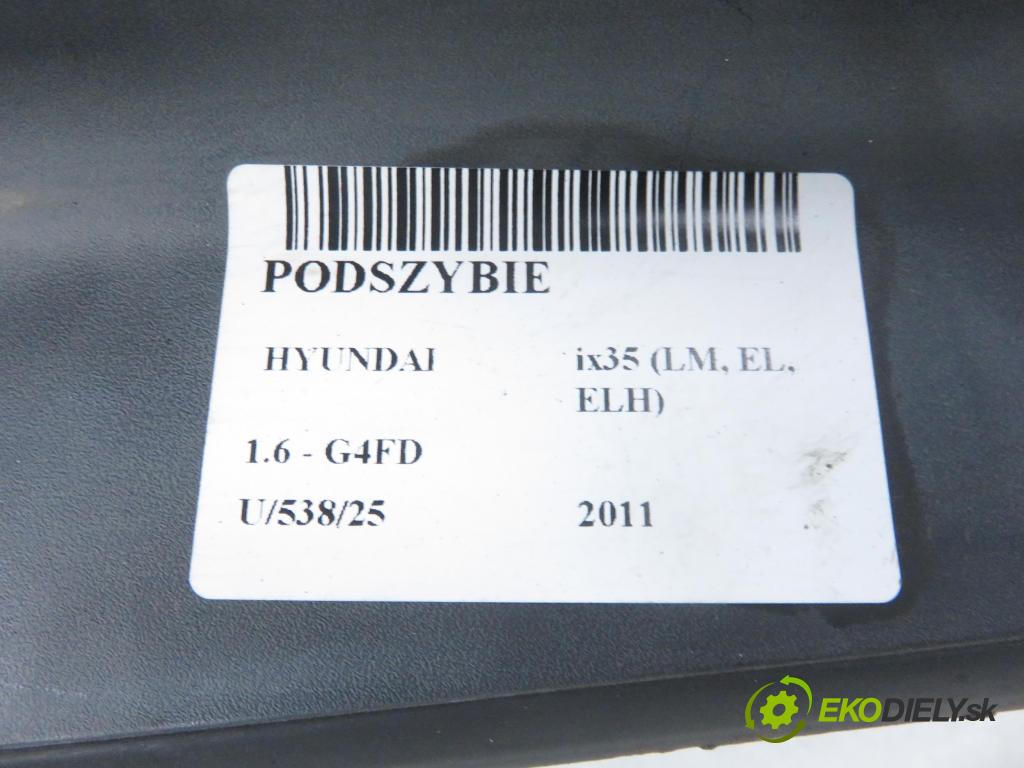 PODSZYBIE
HYUNDAI ix35 (LM, EL,
ELH)
1.6 - G4FD
U/538/25 2011
EKODIELY.sk